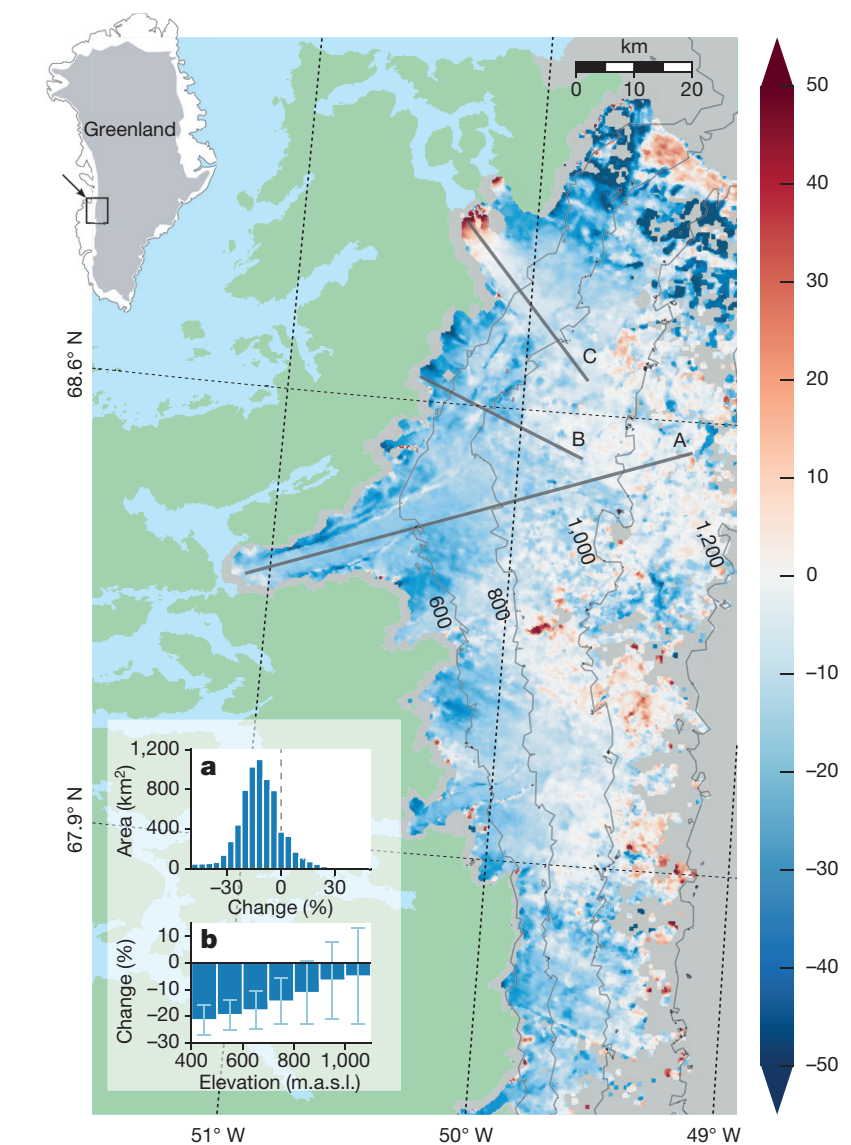 Greenland
km
0 10 20
50
40
30
20
10
0
–10
–20
–30
–40
–50
68.6° N
67.9° N
C
B
A
600
800
1,000
1,200
a
1,200
800
400
0
Area (km²)
–30 0 30
Change (%)
b
10
0
–10
–20
–30
Change (%)
400 600 800 1,000
Elevation (m.a.s.l.)
51° W 50° W 49° W